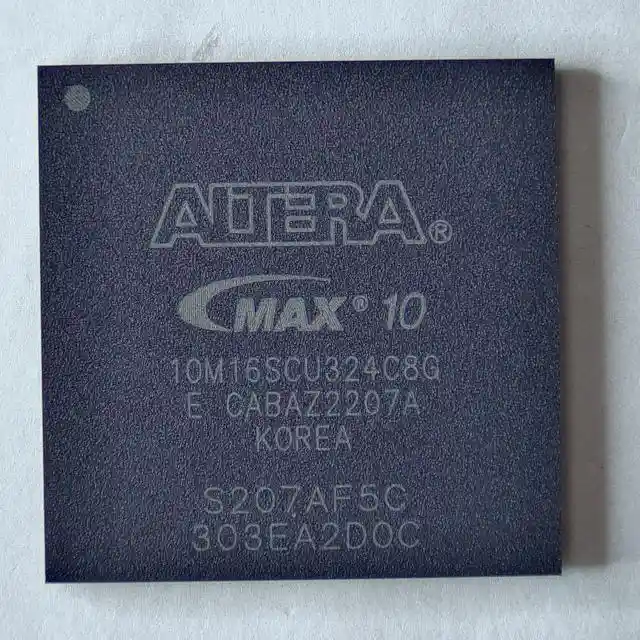 ALTERA®
MAX® 10
10M16SCU324C8G
E CABAZ2207A
KOREA
S207AF5C
303EA2D0C